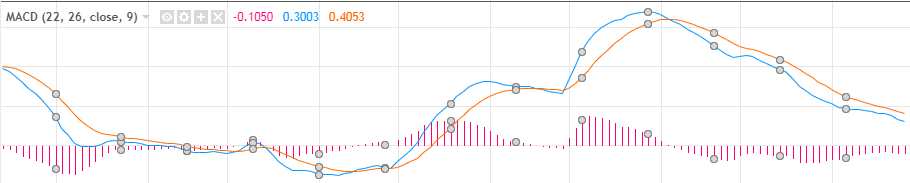 MACD (22, 26, close, 9) -0.1050 0.3003 0.4053